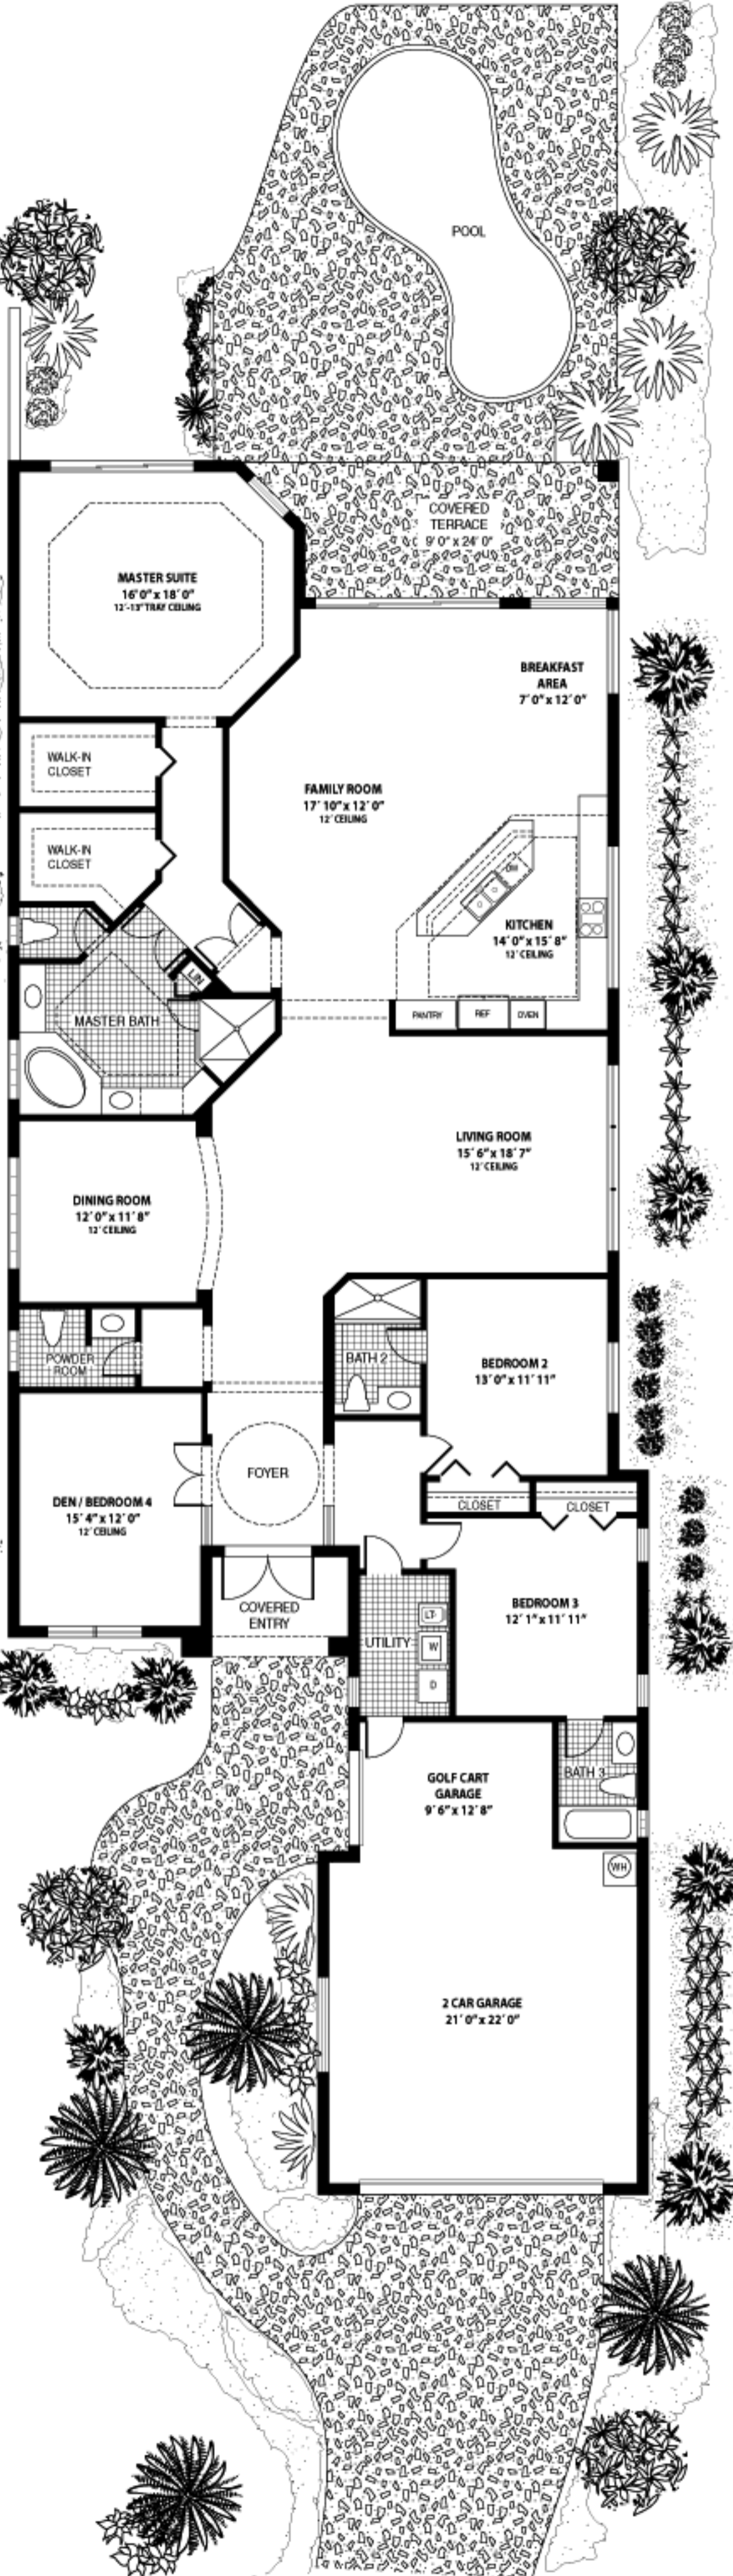 POOL
COVERED
TERRACE
9´0" x 24´0"
MASTER SUITE
16´0" x 18´0"
12´-13" TRAY CEILING
BREAKFAST
AREA
7´0" x 12´0"
WALK-IN
CLOSET
FAMILY ROOM
17´10" x 12´0"
12´ CEILING
WALK-IN
CLOSET
DW
KITCHEN
14´0" x 15´8"
12´ CEILING
LIN
PANTRY
REF
OVEN
MASTER BATH
LIVING ROOM
15´6" x 18´7"
12´ CEILING
DINING ROOM
12´0" x 11´8"
12´ CEILING
POWDER
ROOM
BATH 2
BEDROOM 2
13´0" x 11´11"
FOYER
DEN / BEDROOM 4
15´4" x 12´0"
12´ CEILING
CLOSET
CLOSET
COVERED
ENTRY
BEDROOM 3
12´1" x 11´11"
LT
UTILITY
W
D
GOLF CART
GARAGE
9´6" x 12´8"
BATH 3
WH
2 CAR GARAGE
21´0" x 22´0"